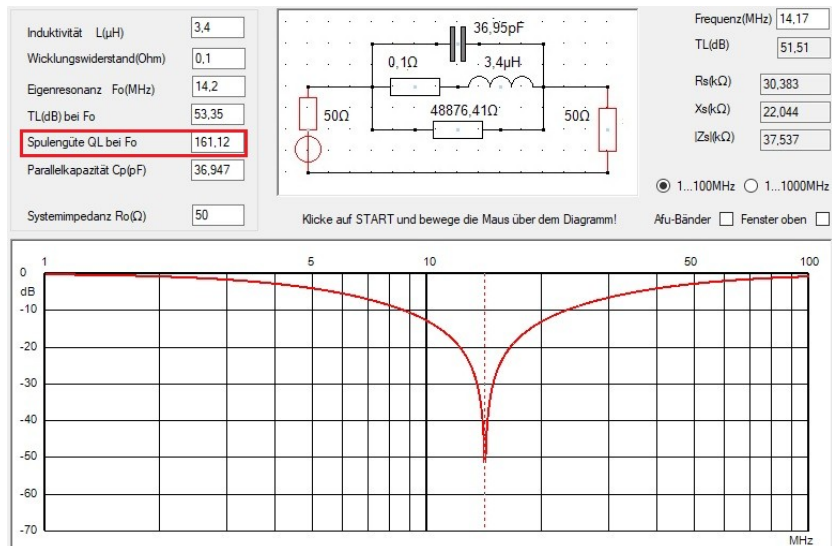 Induktivität L(µH) 3,4
Wicklungswiderstand(Ohm) 0,1
Eigenresonanz Fo(MHz) 14,2
TL(dB) bei Fo 53,35
Spulengüte QL bei Fo 161,12
Parallelkapazität Cp(pF) 36,947
Systemimpedanz Ro(Ω) 50
36,95pF
0,1Ω 3,4µH
50Ω 48876,41Ω 50Ω
Klicke auf START und bewege die Maus über dem Diagramm!
Frequenz(MHz) 14,17
TL(dB) 51,51
Rs(kΩ) 30,383
Xs(kΩ) 22,044
|Zs|(kΩ) 37,537
1...100MHz 1...1000MHz
Afu-Bänder Fenster oben
1 5 10 50 100
0
dB
-10
-20
-30
-40
-50
-60
-70
MHz